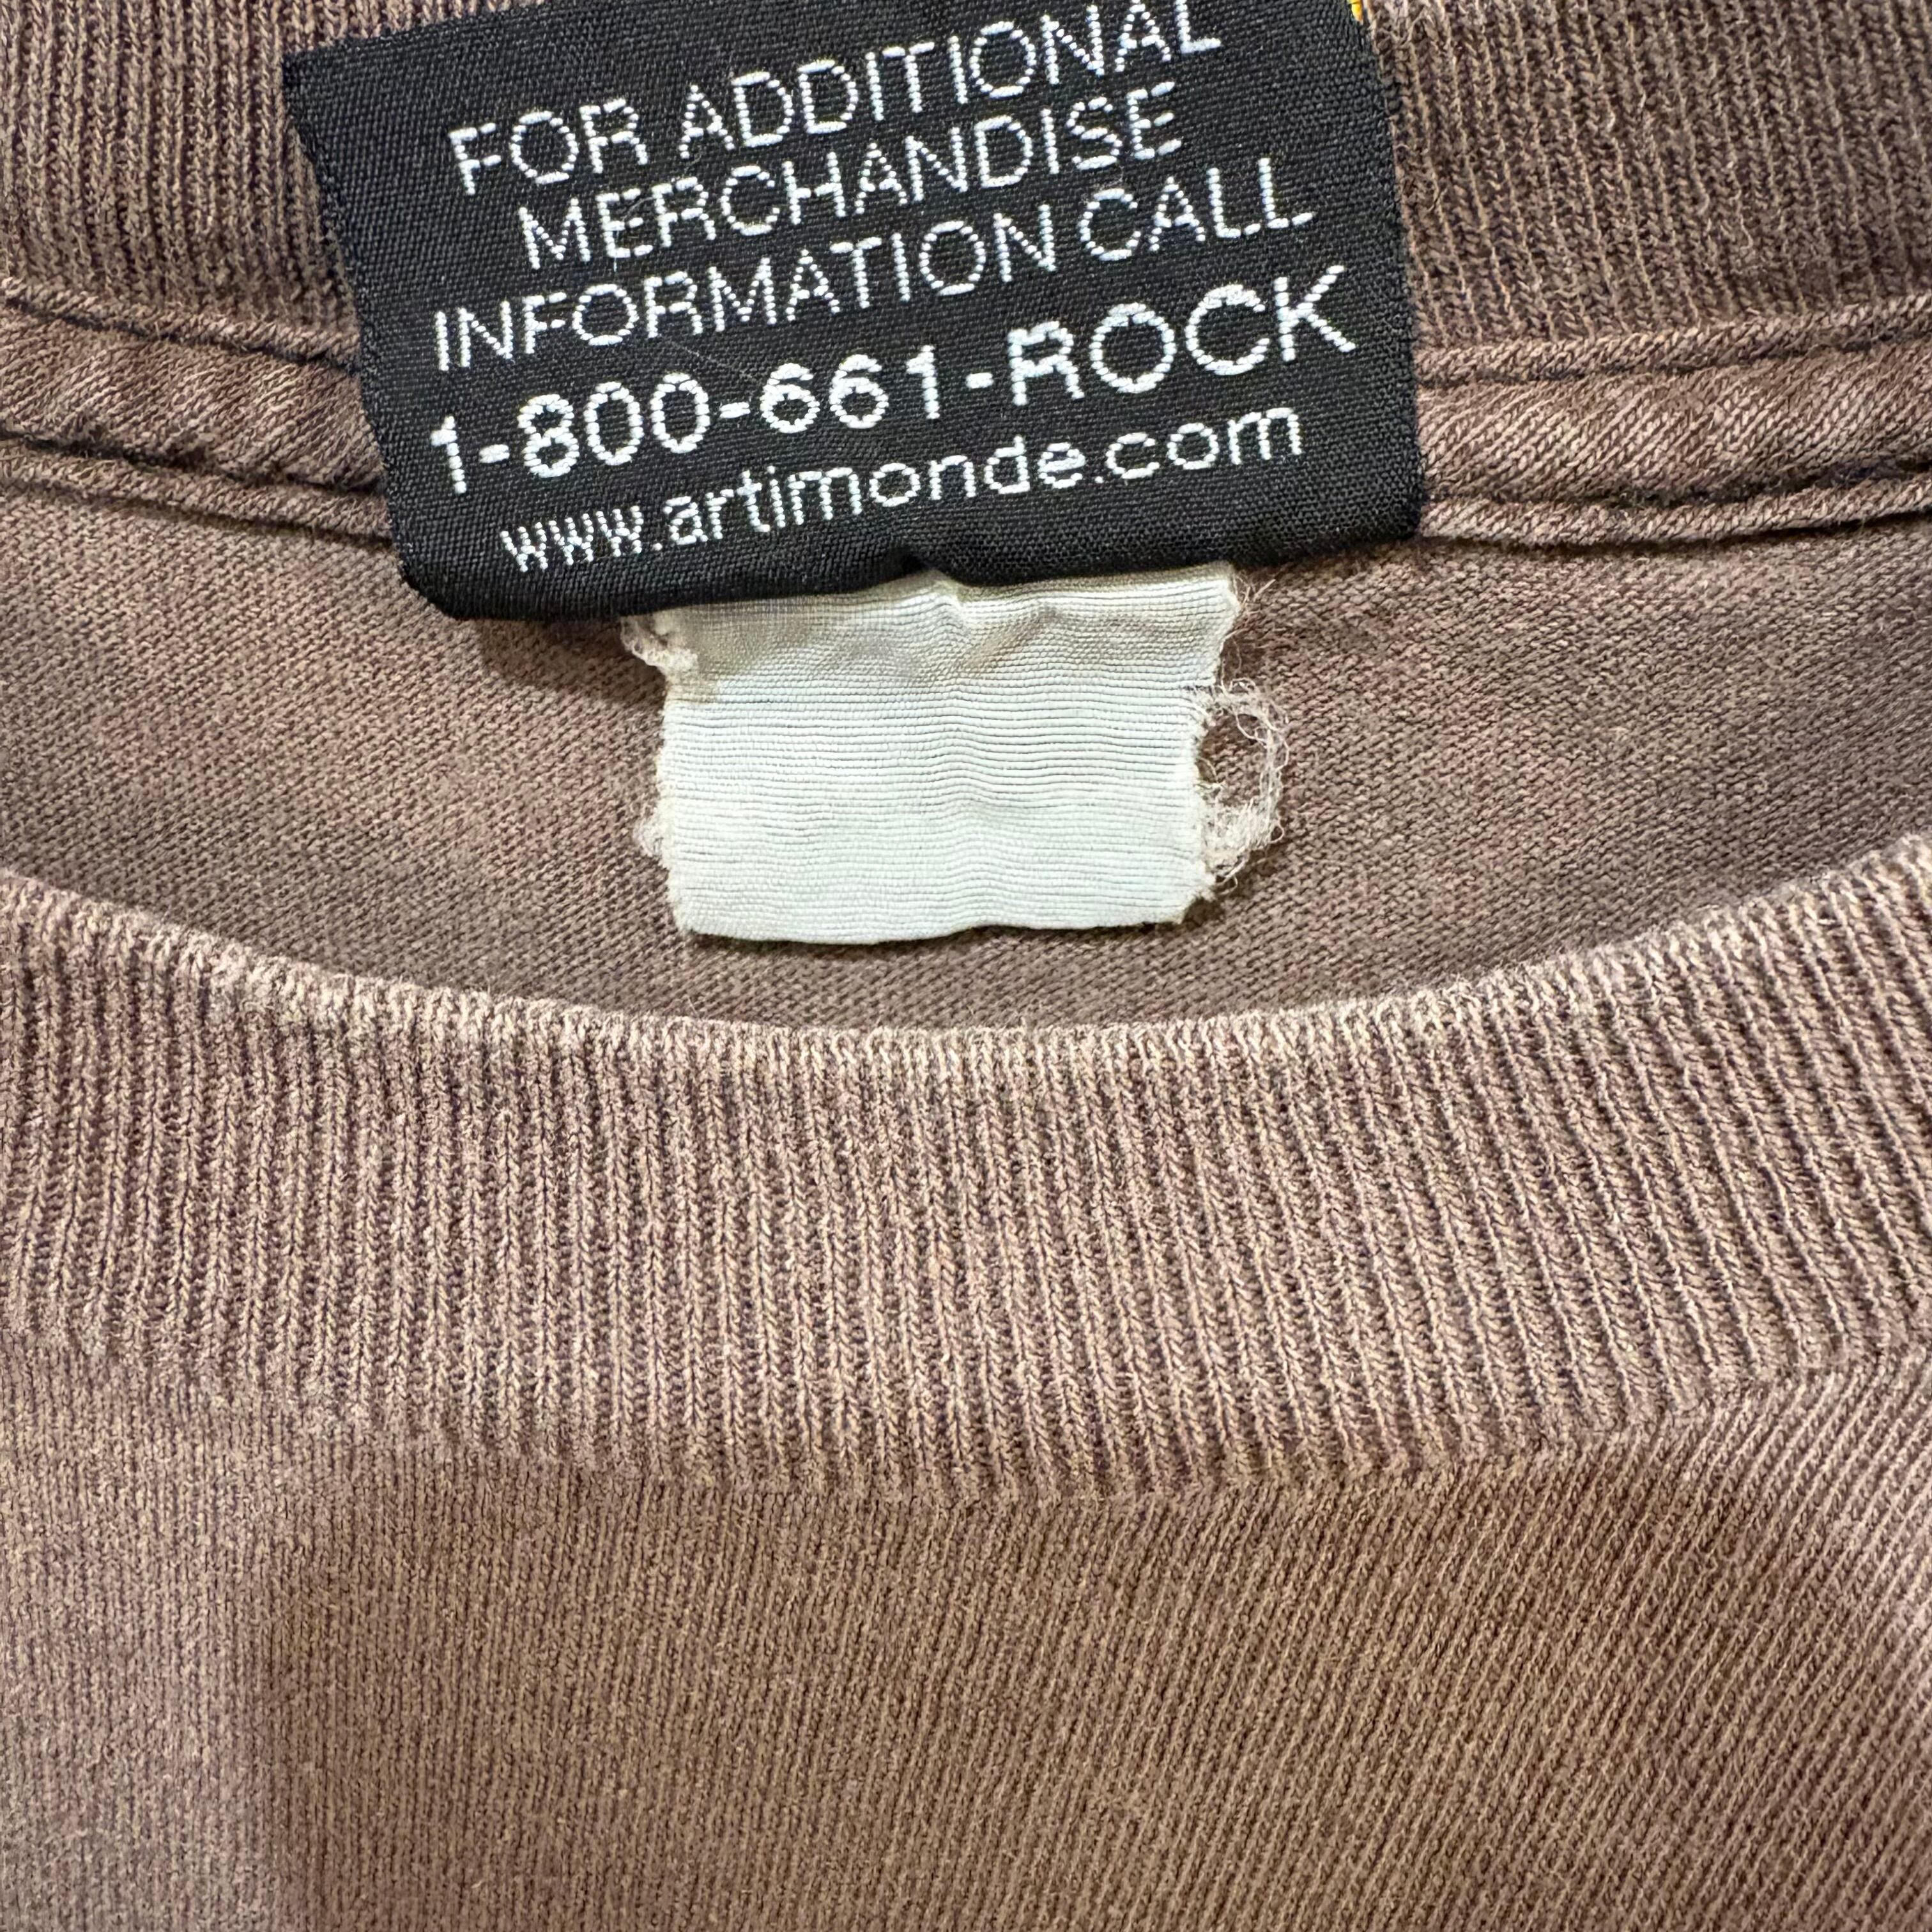 FOR ADDITIONAL
MERCHANDISE
INFORMATION CALL
1-800-661-ROCK
www.artimonde.com